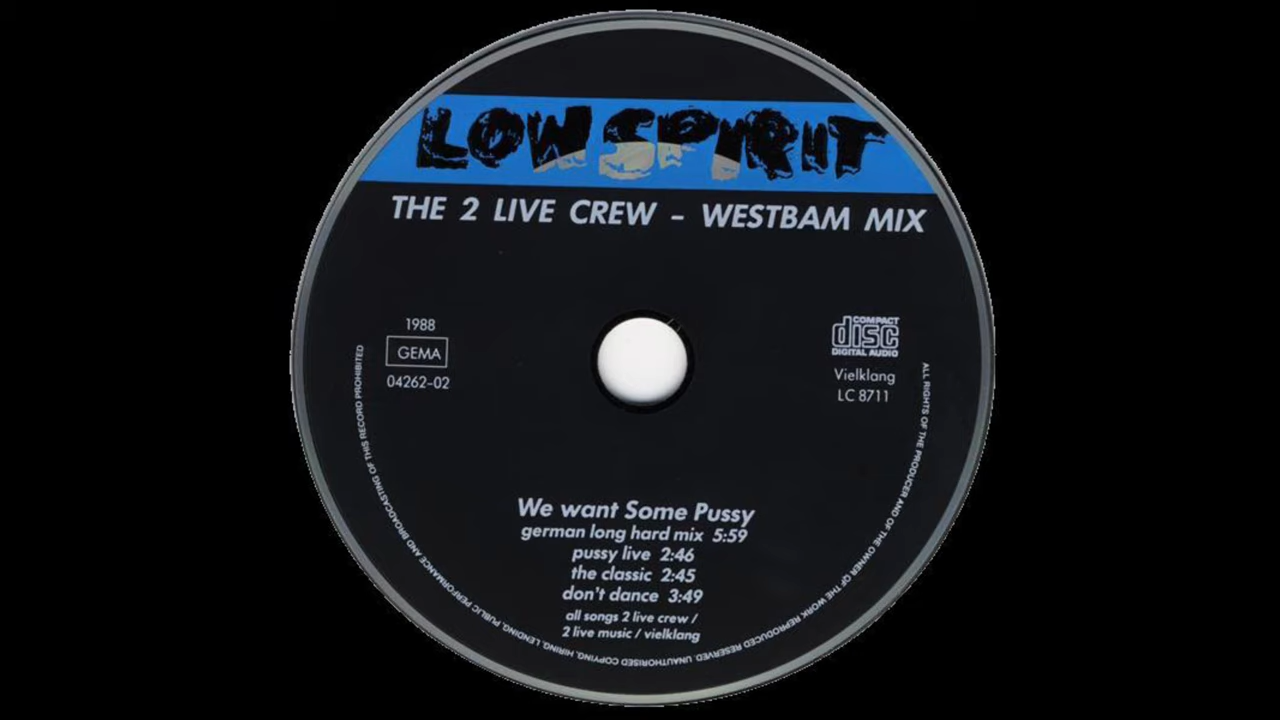 LOW SPIRIT
THE 2 LIVE CREW - WESTBAM MIX
1988
GEMA
04262-02
COMPACT
disc
DIGITAL AUDIO
Vielklang
LC 8711
We want Some Pussy
german long hard mix 5:59
pussy live 2:46
the classic 2:45
don't dance 3:49
all songs 2 live crew /
2 live music / vielklang
ALL RIGHTS OF THE PRODUCER AND OF THE OWNER OF THE WORK REPRODUCED RESERVED. UNAUTHORISED COPYING, HIRING, LENDING, PUBLIC PERFORMANCE AND BROADCASTING OF THIS RECORD PROHIBITED